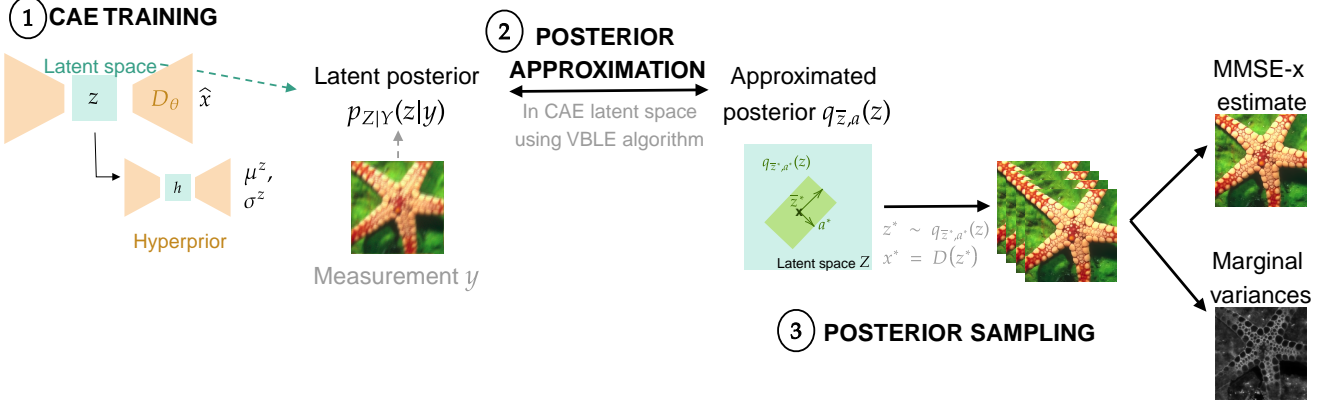 1 CAE TRAINING
Latent space
z
D_θ
x̂
h
μ^z,
σ^z
Hyperprior
Latent posterior
p_{Z|Y}(z|y)
Measurement y
2 POSTERIOR
APPROXIMATION
In CAE latent space
using VBLE algorithm
Approximated
posterior q_{z̅,a}(z)
q_{z̅*,a*}(z)
z̅*
x
a*
Latent space Z
z* ~ q_{z̅*,a*}(z)
x* = D(z*)
3 POSTERIOR SAMPLING
MMSE-x
estimate
Marginal
variances